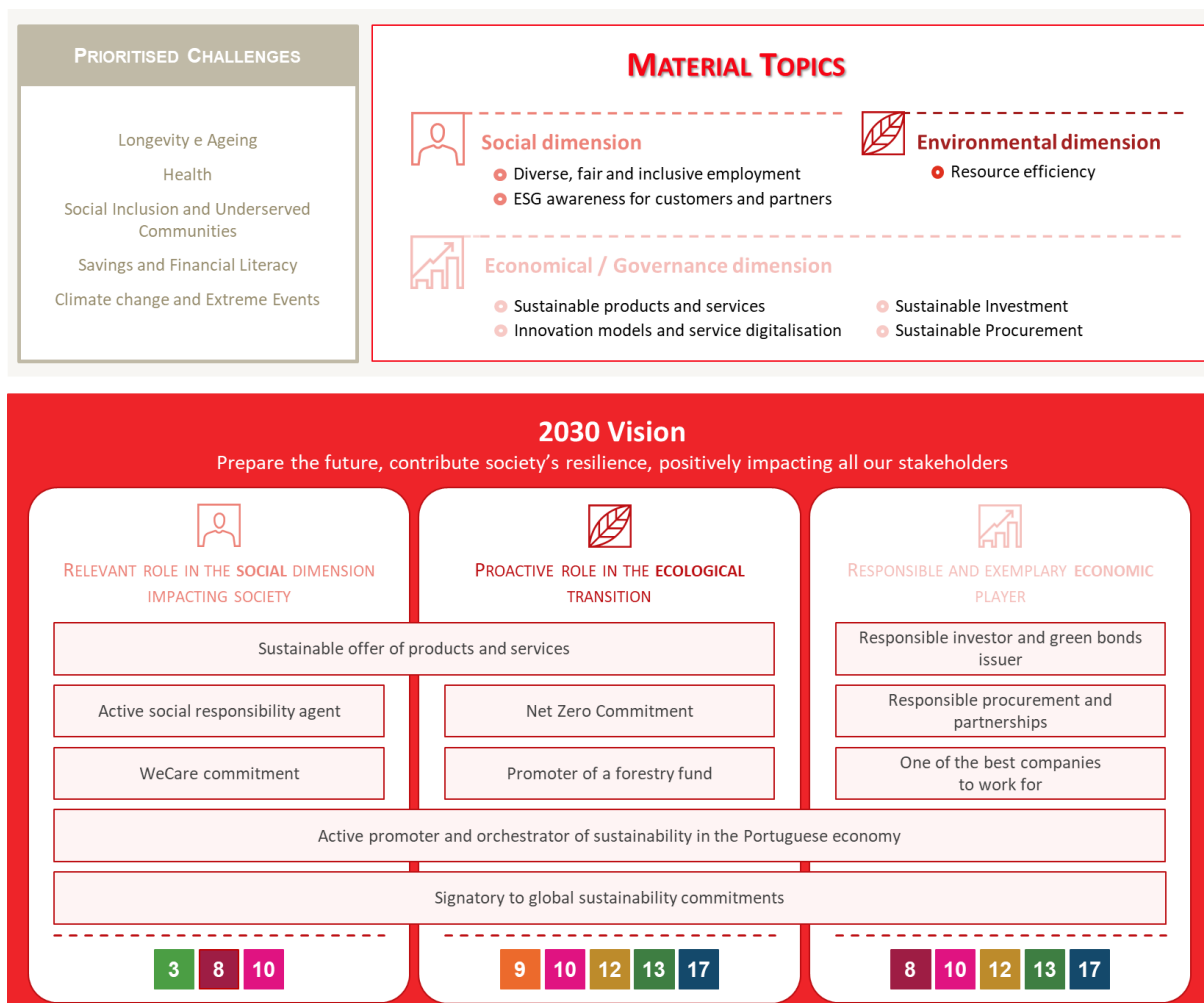 PRIORITISED CHALLENGES
Longevity e Ageing
Health
Social Inclusion and Underserved
Communities
Savings and Financial Literacy
Climate change and Extreme Events
MATERIAL TOPICS
Social dimension
Diverse, fair and inclusive employment
ESG awareness for customers and partners
Environmental dimension
Resource efficiency
Economical / Governance dimension
Sustainable products and services
Innovation models and service digitalisation
Sustainable Investment
Sustainable Procurement
2030 Vision
Prepare the future, contribute society’s resilience, positively impacting all our stakeholders
RELEVANT ROLE IN THE SOCIAL DIMENSION
IMPACTING SOCIETY
PROACTIVE ROLE IN THE ECOLOGICAL
TRANSITION
RESPONSIBLE AND EXEMPLARY ECONOMIC
PLAYER
Sustainable offer of products and services
Responsible investor and green bonds
issuer
Active social responsibility agent
Net Zero Commitment
Responsible procurement and
partnerships
WeCare commitment
Promoter of a forestry fund
One of the best companies
to work for
Active promoter and orchestrator of sustainability in the Portuguese economy
Signatory to global sustainability commitments
3 8 10
9 10 12 13 17
8 10 12 13 17